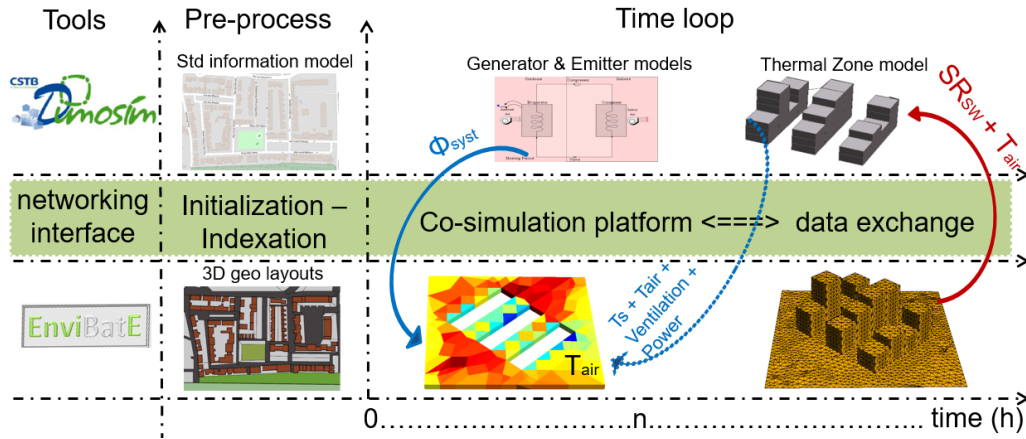 Tools
Pre-process
Time loop
Std information model
Generator & Emitter models
Thermal Zone model
CSTB
Dimosim
Φsyst
SRSW + Tair
networking
interface
Initialization –
Indexation
Co-simulation platform <===> data exchange
3D geo layouts
EnviBatE
Tair
Ts + Tair +
Ventilation +
Power
0……………………….n………………………….. time (h)